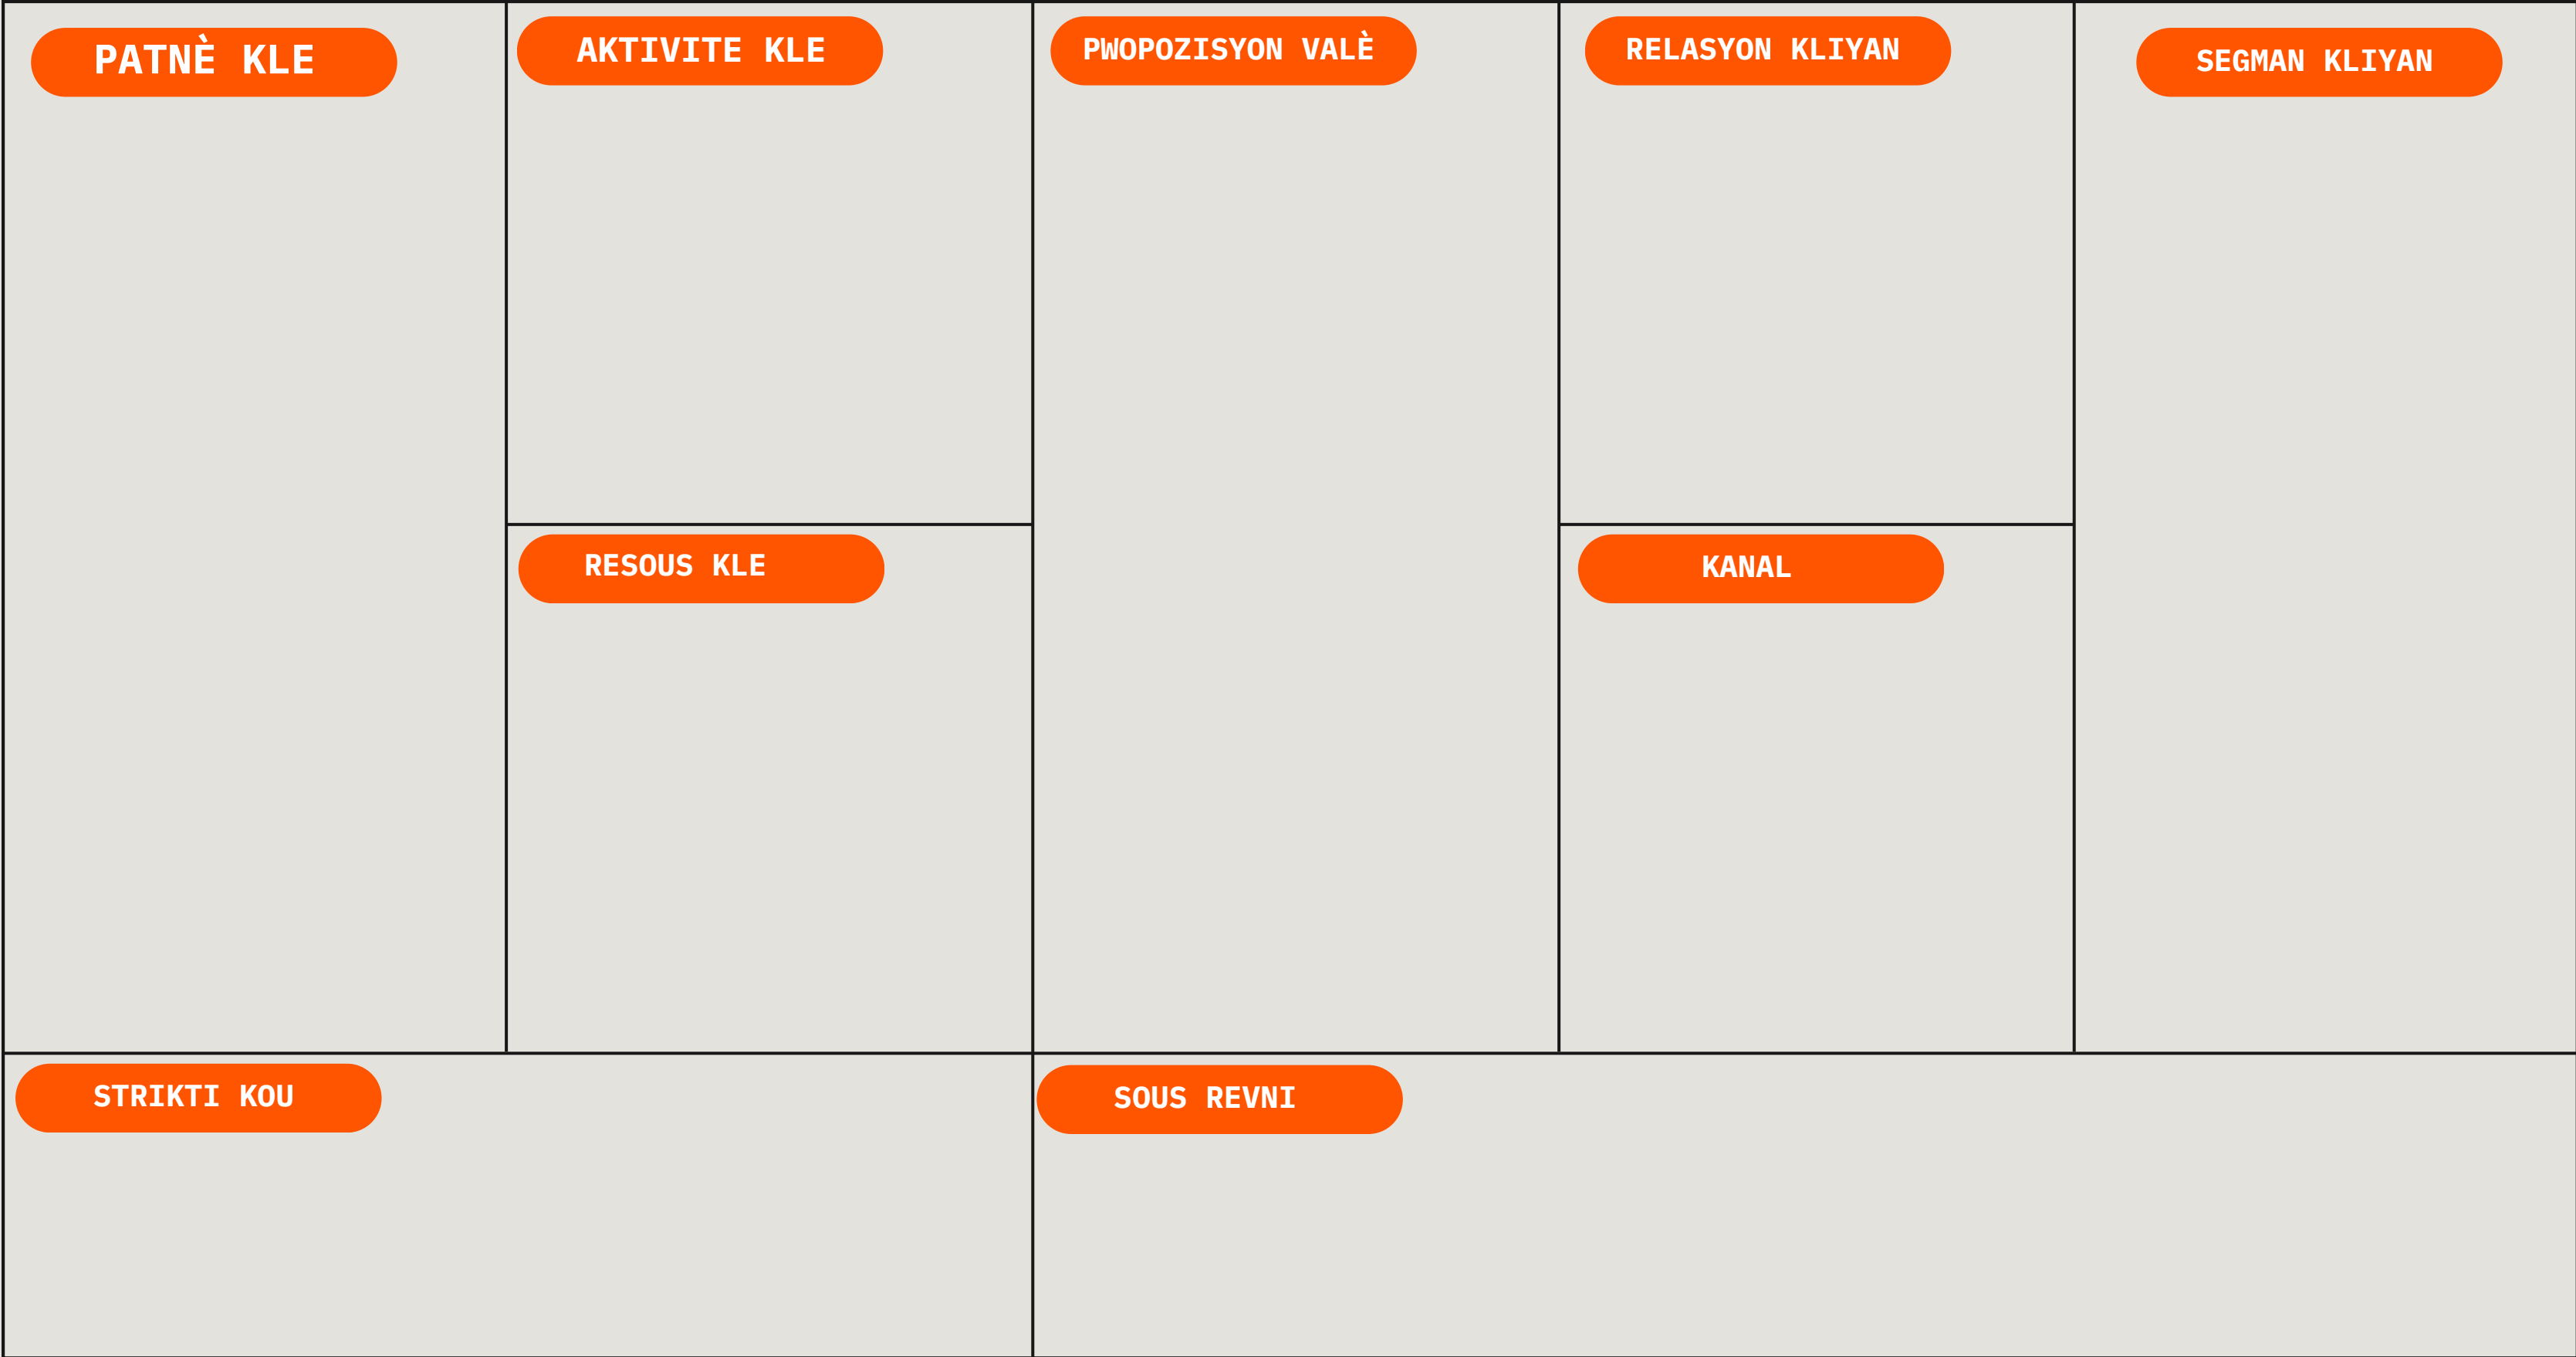 PATNÈ KLE
AKTIVITE KLE
PWOPOZISYON VALÈ
RELASYON KLIYAN
SEGMAN KLIYAN
RESOUS KLE
KANAL
STRIKTI KOU
SOUS REVNI